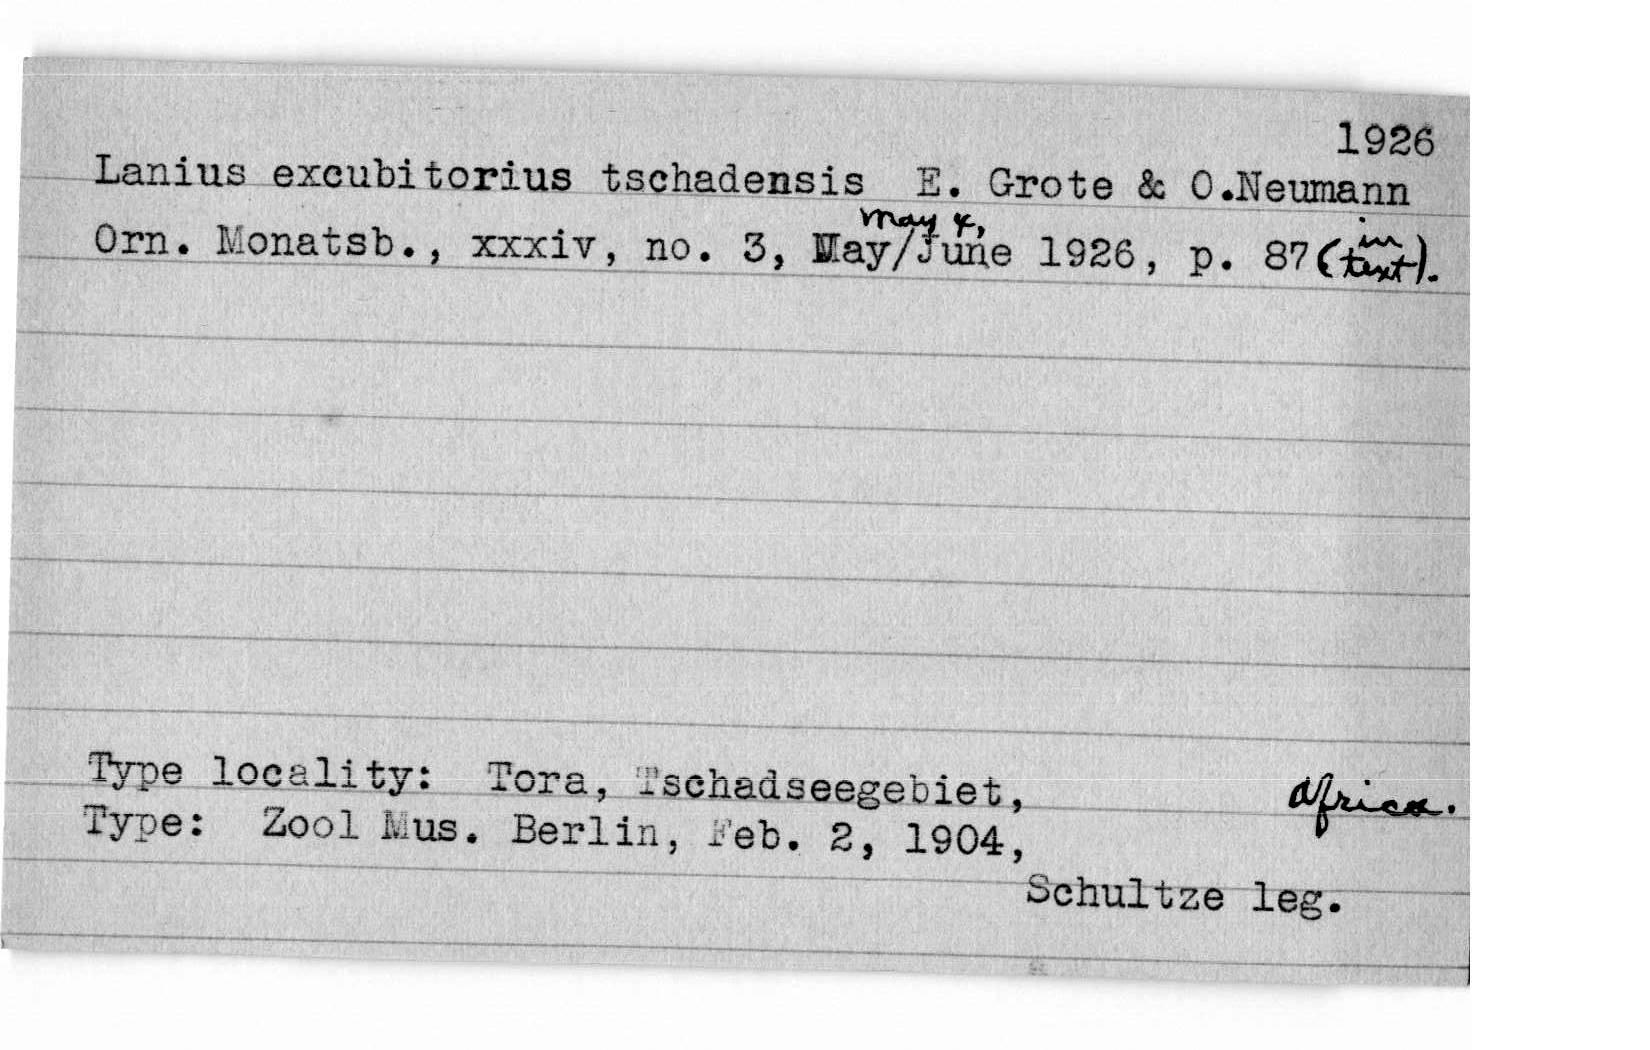 1926
Lanius excubitorius tschadensis E. Grote & O.Neumann
May 4,
Orn. Monatsb., xxxiv, no. 3, May/June 1926, p. 87 (in text).
Type locality: Tora, Tschadseegebiet, Africa.
Type: Zool Mus. Berlin, Feb. 2, 1904,
Schultze leg.